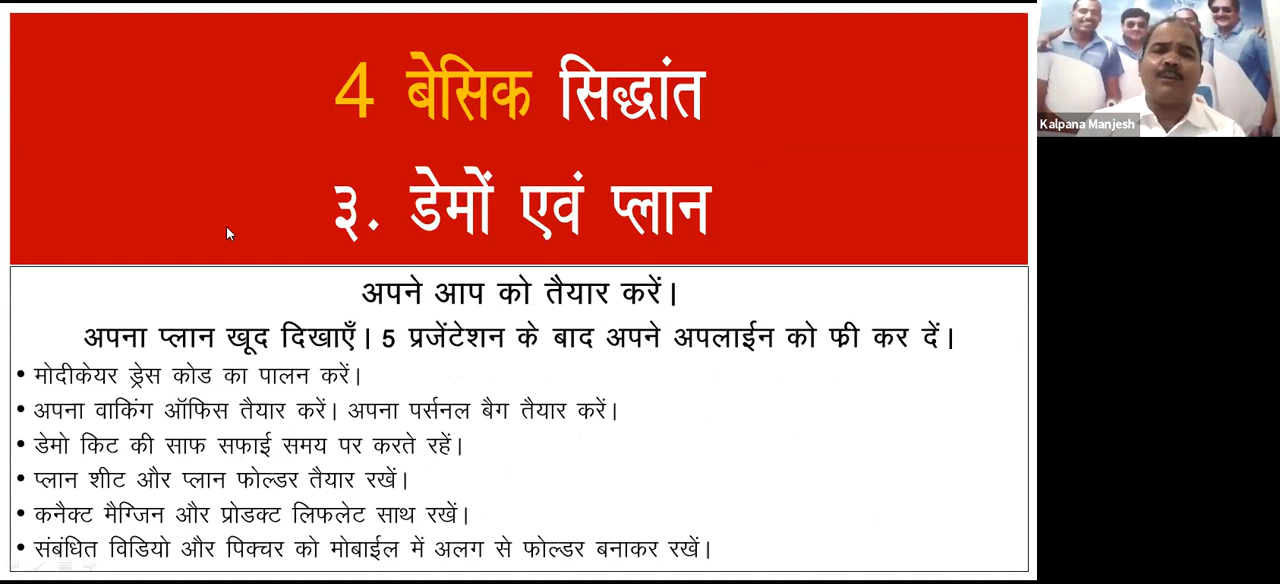 4 बेसिक सिद्धांत
Kalpana Manjesh
३. डेमों एवं प्लान
अपने आप को तैयार करें।
अपना प्लान खूद दिखाएँ। 5 प्रजेंटेशन के बाद अपने अपलाईन को फ्री कर दें।
• मोदीकेयर ड्रेस कोड का पालन करें।
• अपना वाकिंग ऑफिस तैयार करें। अपना पर्सनल बैग तैयार करें।
• डेमो किट की साफ सफाई समय पर करते रहें।
• प्लान शीट और प्लान फोल्डर तैयार रखें।
• कनैक्ट मैग्जिन और प्रोडक्ट लिफलेट साथ रखें।
• संबंधित विडियो और पिक्चर को मोबाईल में अलग से फोल्डर बनाकर रखें।